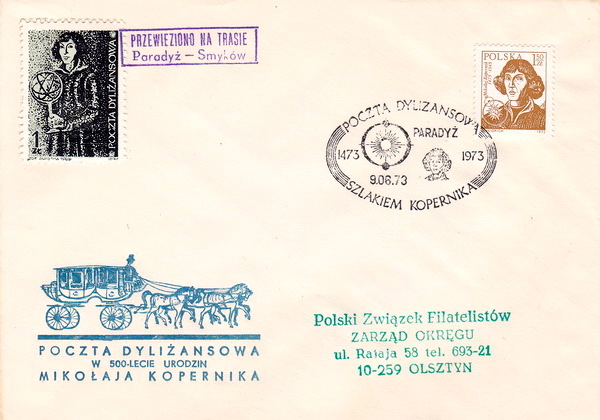 PRZEWIEZIONO NA TRASIE
Paradyż – Smyków
1 ZŁ
POCZTA DYLIŻANSOWA
POLSKA
1,50 ZŁ
POCZTA DYLIŻANSOWA
PARADYŻ
1473
1973
9.06.73
SZLAKIEM KOPERNIKA
POCZTA DYLIŻANSOWA
W 500-LECIE URODZIN
MIKOŁAJA KOPERNIKA
Polski Związek Filatelistów
ZARZĄD OKRĘGU
ul. Rataja 58 tel. 693-21
10-259 OLSZTYN